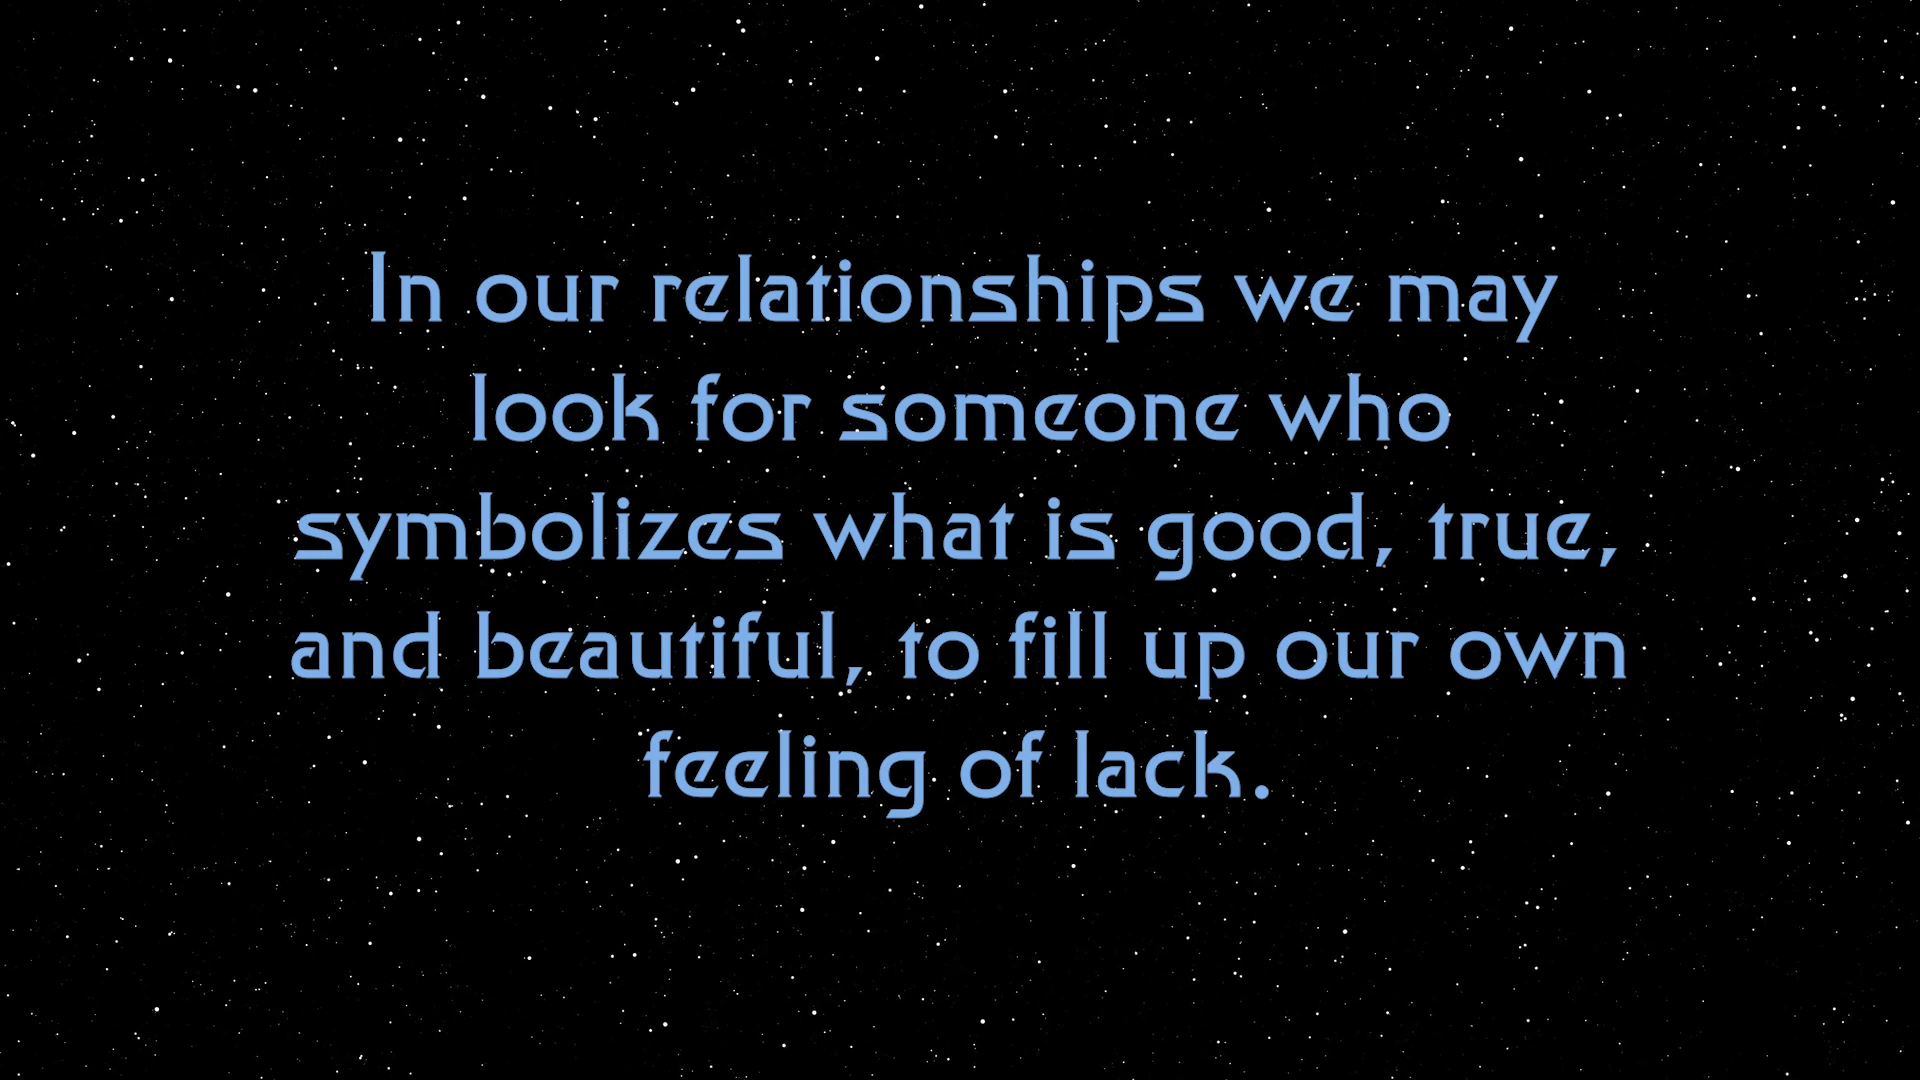 In our relationships we may
look for someone who
symbolizes what is good, true,
and beautiful, to fill up our own
feeling of lack.